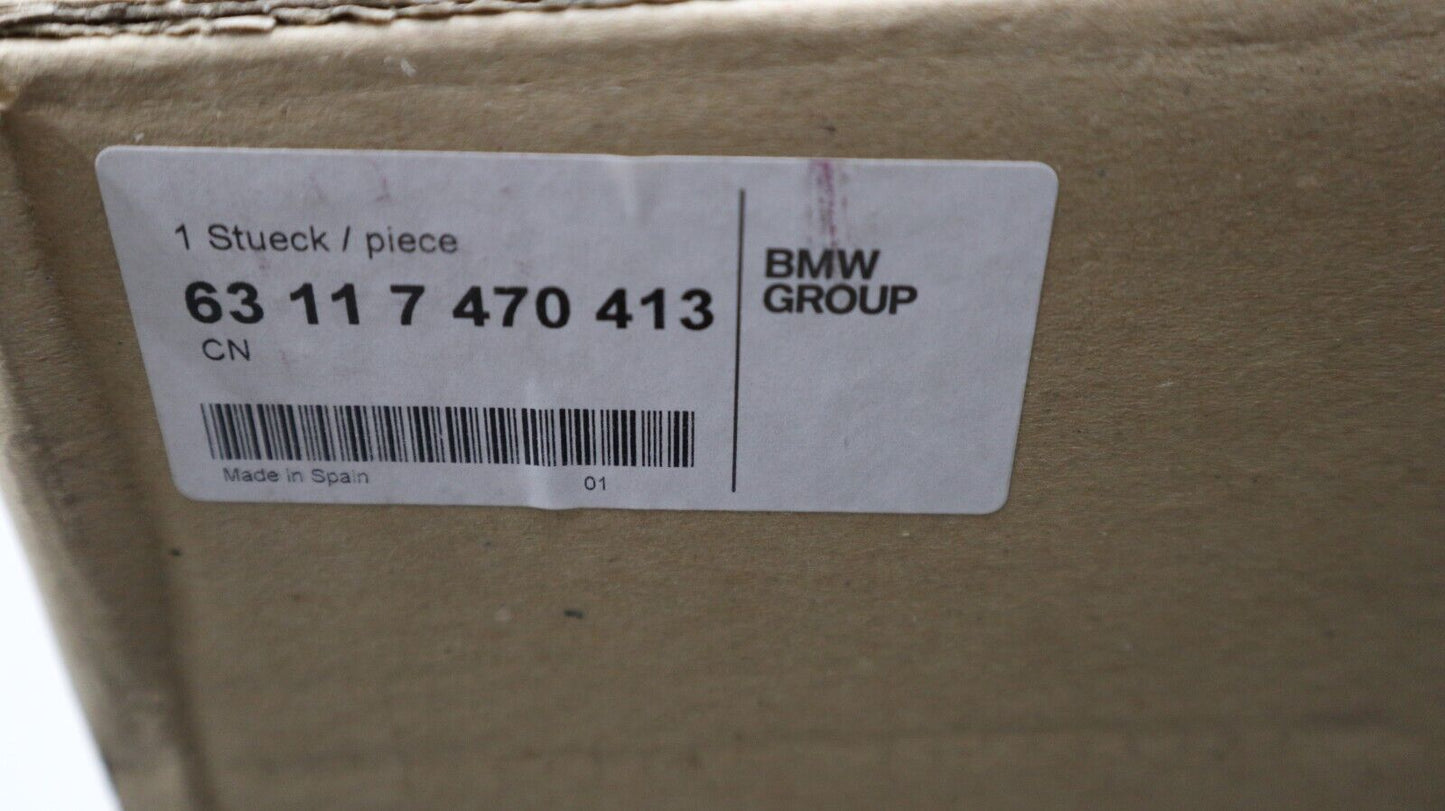 1 Stueck / piece
63 11 7 470 413
CN
Made in Spain 01
BMW
GROUP